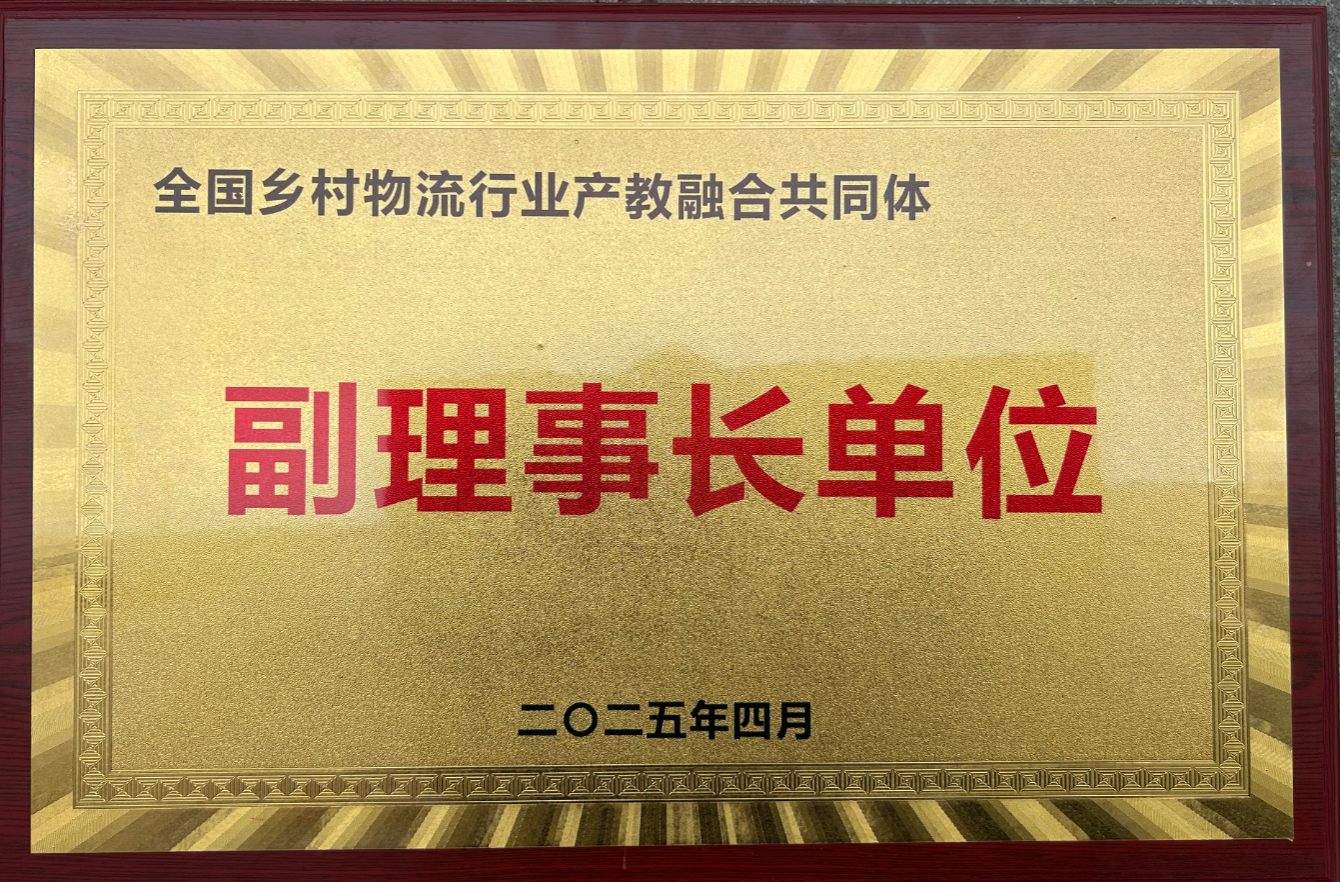 全国乡村物流行业产教融合共同体
副理事长单位
二〇二五年四月